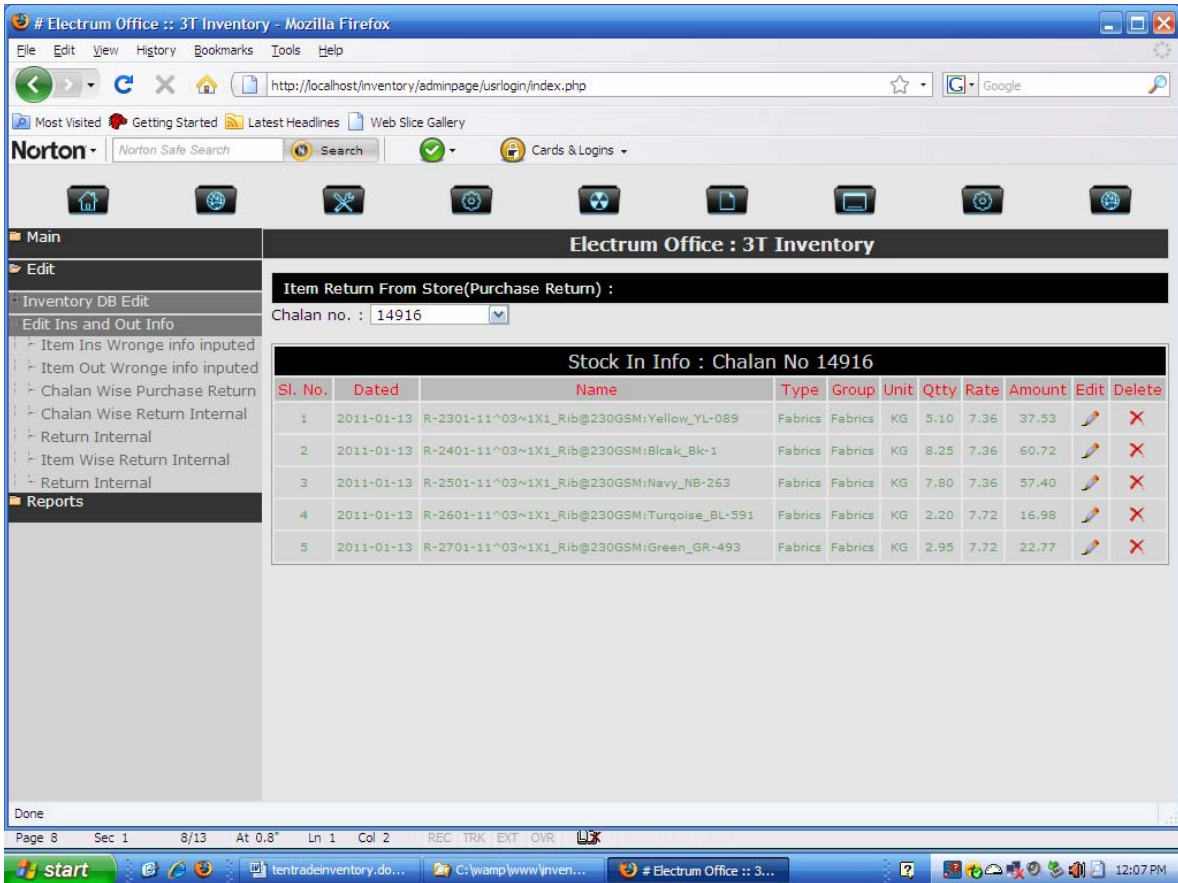 # Electrum Office :: 3T Inventory - Mozilla Firefox
File Edit View History Bookmarks Tools Help
http://localhost/inventory/adminpage/usrlogin/index.php
G Google
Most Visited Getting Started Latest Headlines Web Slice Gallery
Norton Norton Safe Search Search Cards & Logins
Main
Electrum Office : 3T Inventory
Edit
Inventory DB Edit
Edit Ins and Out Info
Item Ins Wronge info inputed
Item Out Wronge info inputed
Chalan Wise Purchase Return
Chalan Wise Return Internal
Return Internal
Item Wise Return Internal
Return Internal
Reports
Item Return From Store(Purchase Return) :
Chalan no. : 14916
Stock In Info : Chalan No 14916
Sl. No. Dated Name Type Group Unit Qtty Rate Amount Edit Delete
1 2011-01-13 R-2301-11^03~1X1_Rib@230GSM:Yellow_YL-089 Fabrics Fabrics KG 5.10 7.36 37.53
2 2011-01-13 R-2401-11^03~1X1_Rib@230GSM:Blcak_Bk-1 Fabrics Fabrics KG 8.25 7.36 60.72
3 2011-01-13 R-2501-11^03~1X1_Rib@230GSM:Navy_NB-263 Fabrics Fabrics KG 7.80 7.36 57.40
4 2011-01-13 R-2601-11^03~1X1_Rib@230GSM:Turqoise_BL-591 Fabrics Fabrics KG 2.20 7.72 16.98
5 2011-01-13 R-2701-11^03~1X1_Rib@230GSM:Green_GR-493 Fabrics Fabrics KG 2.95 7.72 22.77
Done
Page 8 Sec 1 8/13 At 0.8" Ln 1 Col 2 REC TRK EXT OVR
start tentradeinventory.do... C:\wamp\www\inven... # Electrum Office :: 3... 12:07 PM